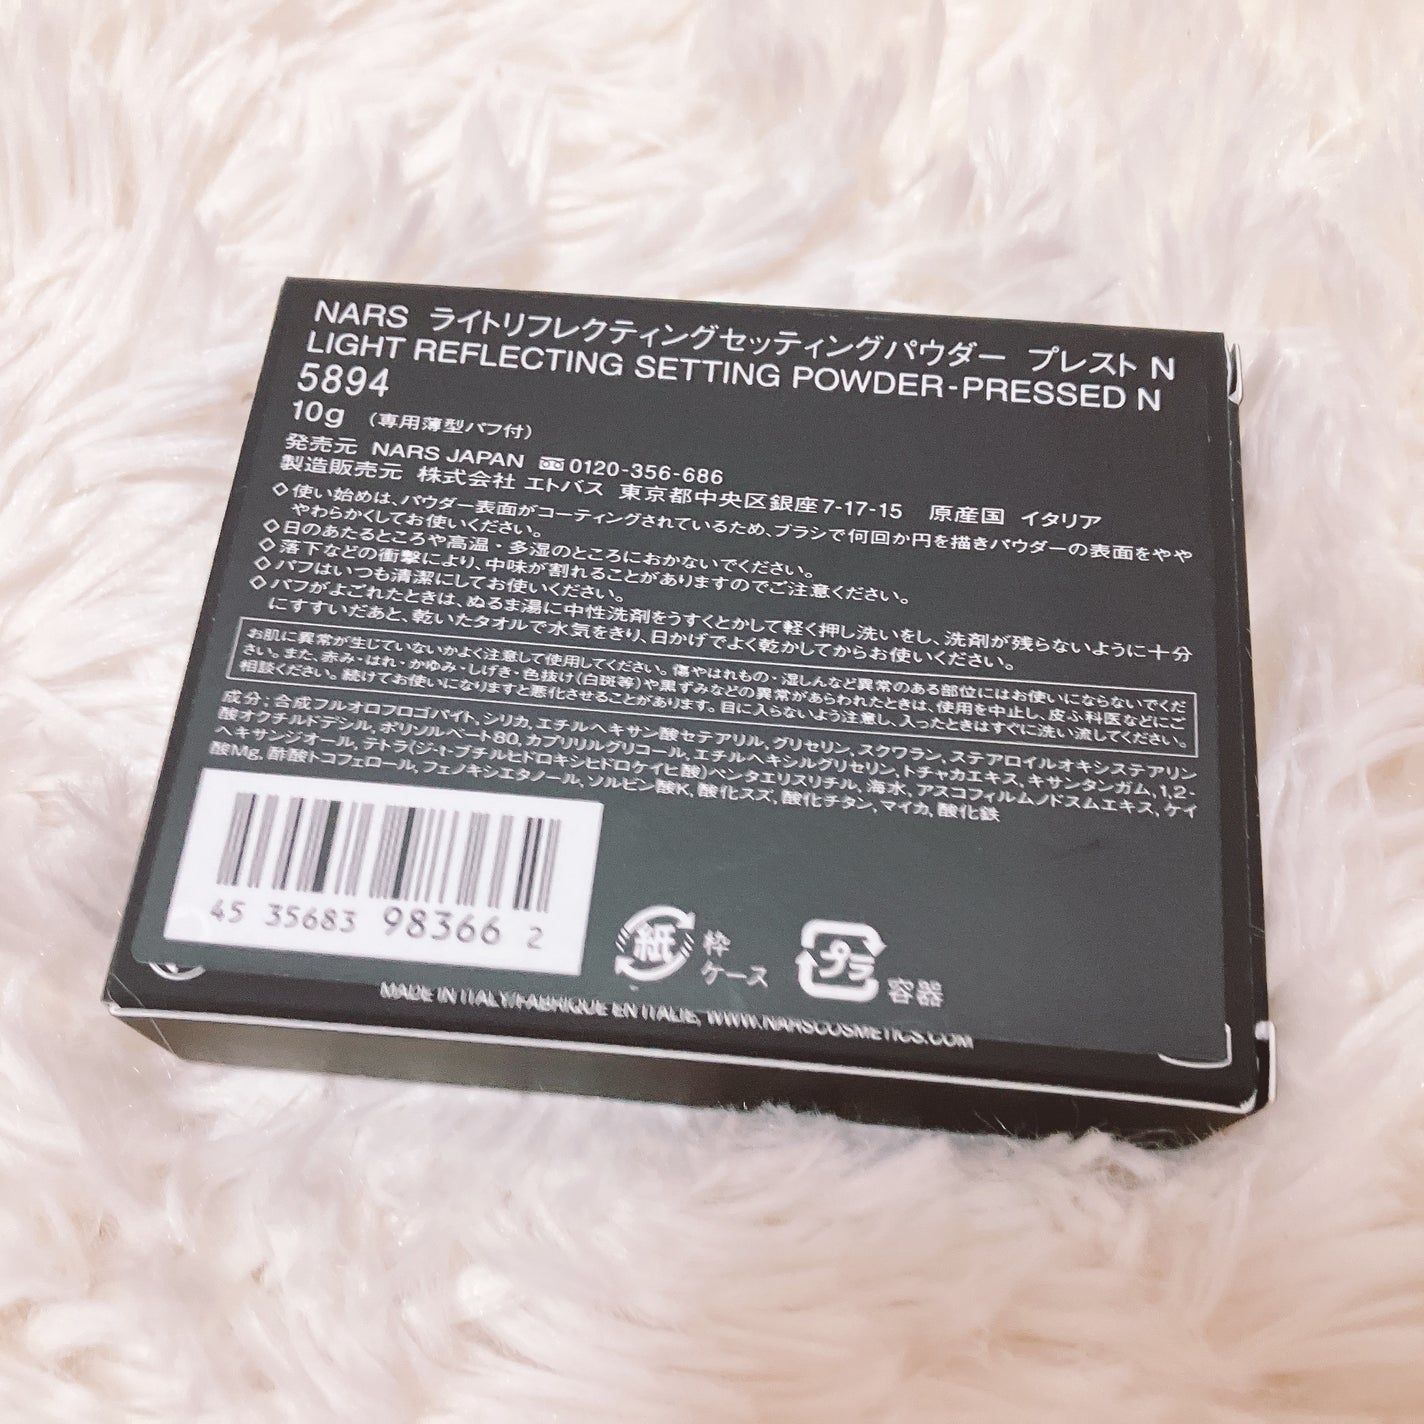 NARS ライトリフレクティングセッティングパウダー プレスト N
LIGHT REFLECTING SETTING POWDER-PRESSED N
5894
10g (専用薄型パフ付)
発売元 NARS JAPAN 0120-356-686
製造販売元 株式会社 エトバス 東京都中央区銀座7-17-15 原産国 イタリア
◇使い始めは、パウダー表面がコーティングされているため、ブラシで何回か円を描きパウダーの表面をやや
やわらかくしてお使いください。
◇日のあたるところや高温・多湿のところにおかないでください。
◇落下などの衝撃により、中味が割れることがありますのでご注意ください。
◇パフはいつも清潔にしてお使いください。
◇パフがよごれたときは、ぬるま湯に中性洗剤をうすくとかして軽く押し洗いをし、洗剤が残らないように十分
にすすいだあと、乾いたタオルで水気をきり、日かげでよく乾かしてからお使いください。
お肌に異常が生じていないかよく注意して使用してください。傷やはれもの・湿しんなど異常のある部位にはお使いにならないでくだ
さい。また、赤み・はれ・かゆみ・しげき・色抜け(白斑等)や黒ずみなどの異常があらわれたときは、使用を中止し、皮ふ科医などにご
相談ください。続けてお使いになりますと悪化させることがあります。目に入らないよう注意し、入ったときはすぐに洗い流してください。
成分:合成フルオロフロゴパイト、シリカ、エチルヘキサン酸セテアリル、グリセリン、スクワラン、ステアロイルオキシステアリン
酸オクチルドデシル、ポリソルベート80、カプリリルグリコール、エチルヘキシルグリセリン、トチャカエキス、キサンタンガム、1,2-
ヘキサンジオール、テトラ(ジ-t-ブチルヒドロキシヒドロケイヒ酸)ペンタエリスリチル、海水、アスコフィルムノドスムエキス、ケイ
酸Mg、酢酸トコフェロール、フェノキシエタノール、ソルビン酸K、酸化スズ、酸化チタン、マイカ、酸化鉄
45 35683 98366 2
紙 枠
ケース
プラ 容器
MADE IN ITALY/FABRIQUÉ EN ITALIE, WWW.NARSCOSMETICS.COM